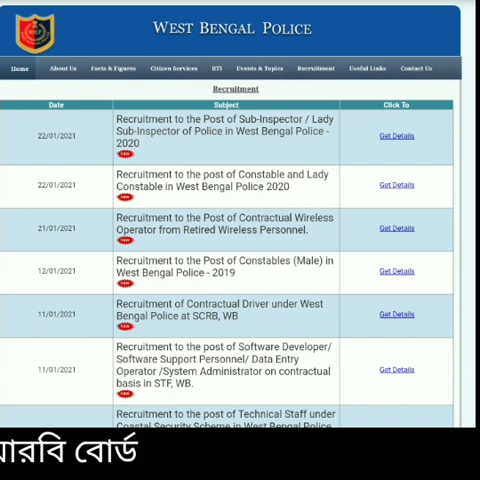 WEST BENGAL POLICE
Home About Us Facts & Figures Citizen Services RTI Events & Topics Recruitment Useful Links Contact Us
Recruitment
Date Subject Click To
22/01/2021 Recruitment to the Post of Sub-Inspector / Lady Get Details
Sub-Inspector of Police in West Bengal Police -
2020
NEW
22/01/2021 Recruitment to the post of Constable and Lady Get Details
Constable in West Bengal Police 2020
NEW
21/01/2021 Recruitment to the Post of Contractual Wireless Get Details
Operator from Retired Wireless Personnel.
NEW
12/01/2021 Recruitment to the Post of Constables (Male) in Get Details
West Bengal Police - 2019
NEW
11/01/2021 Recruitment of Contractual Driver under West Get Details
Bengal Police at SCRB, WB
NEW
11/01/2021 Recruitment to the post of Software Developer/ Get Details
Software Support Personnel/ Data Entry
Operator /System Administrator on contractual
basis in STF, WB.
NEW
Recruitment to the post of Technical Staff under
Coastal Security Scheme in West Bengal Police
আরবি বোর্ড